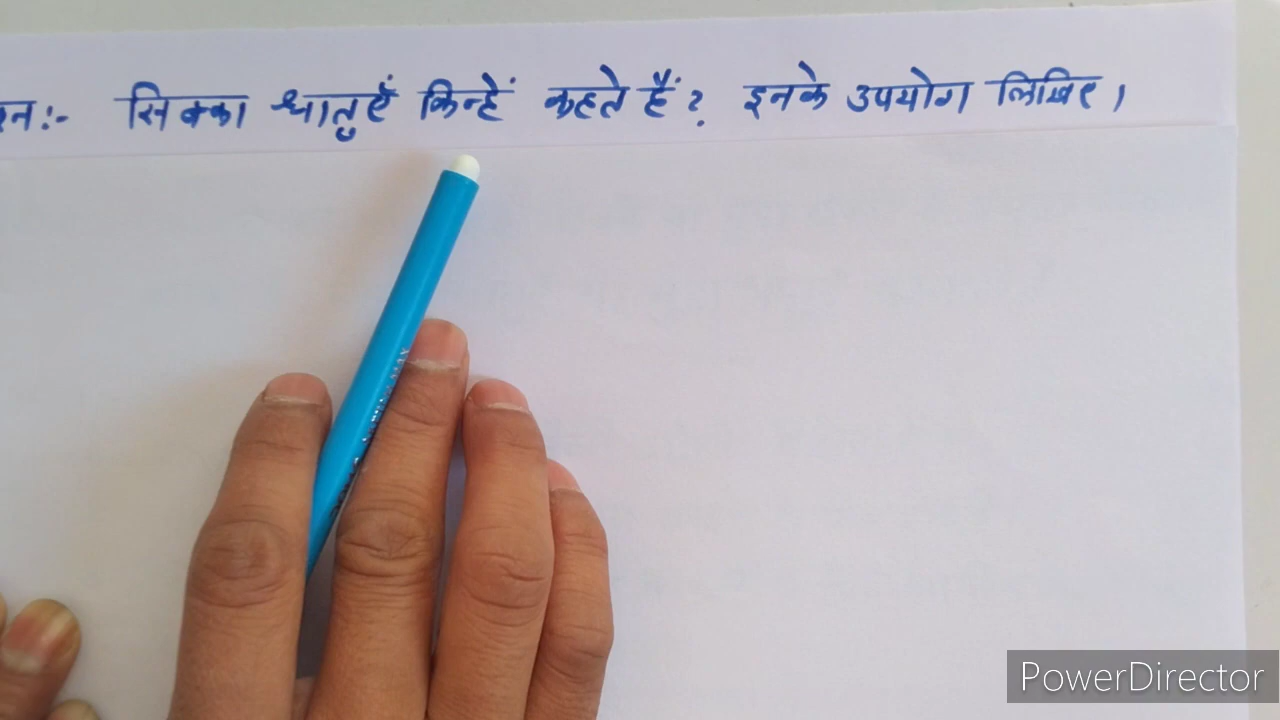 सिक्का धातुएँ किन्हें कहते हैं? इनके उपयोग लिखिए।
PowerDirector